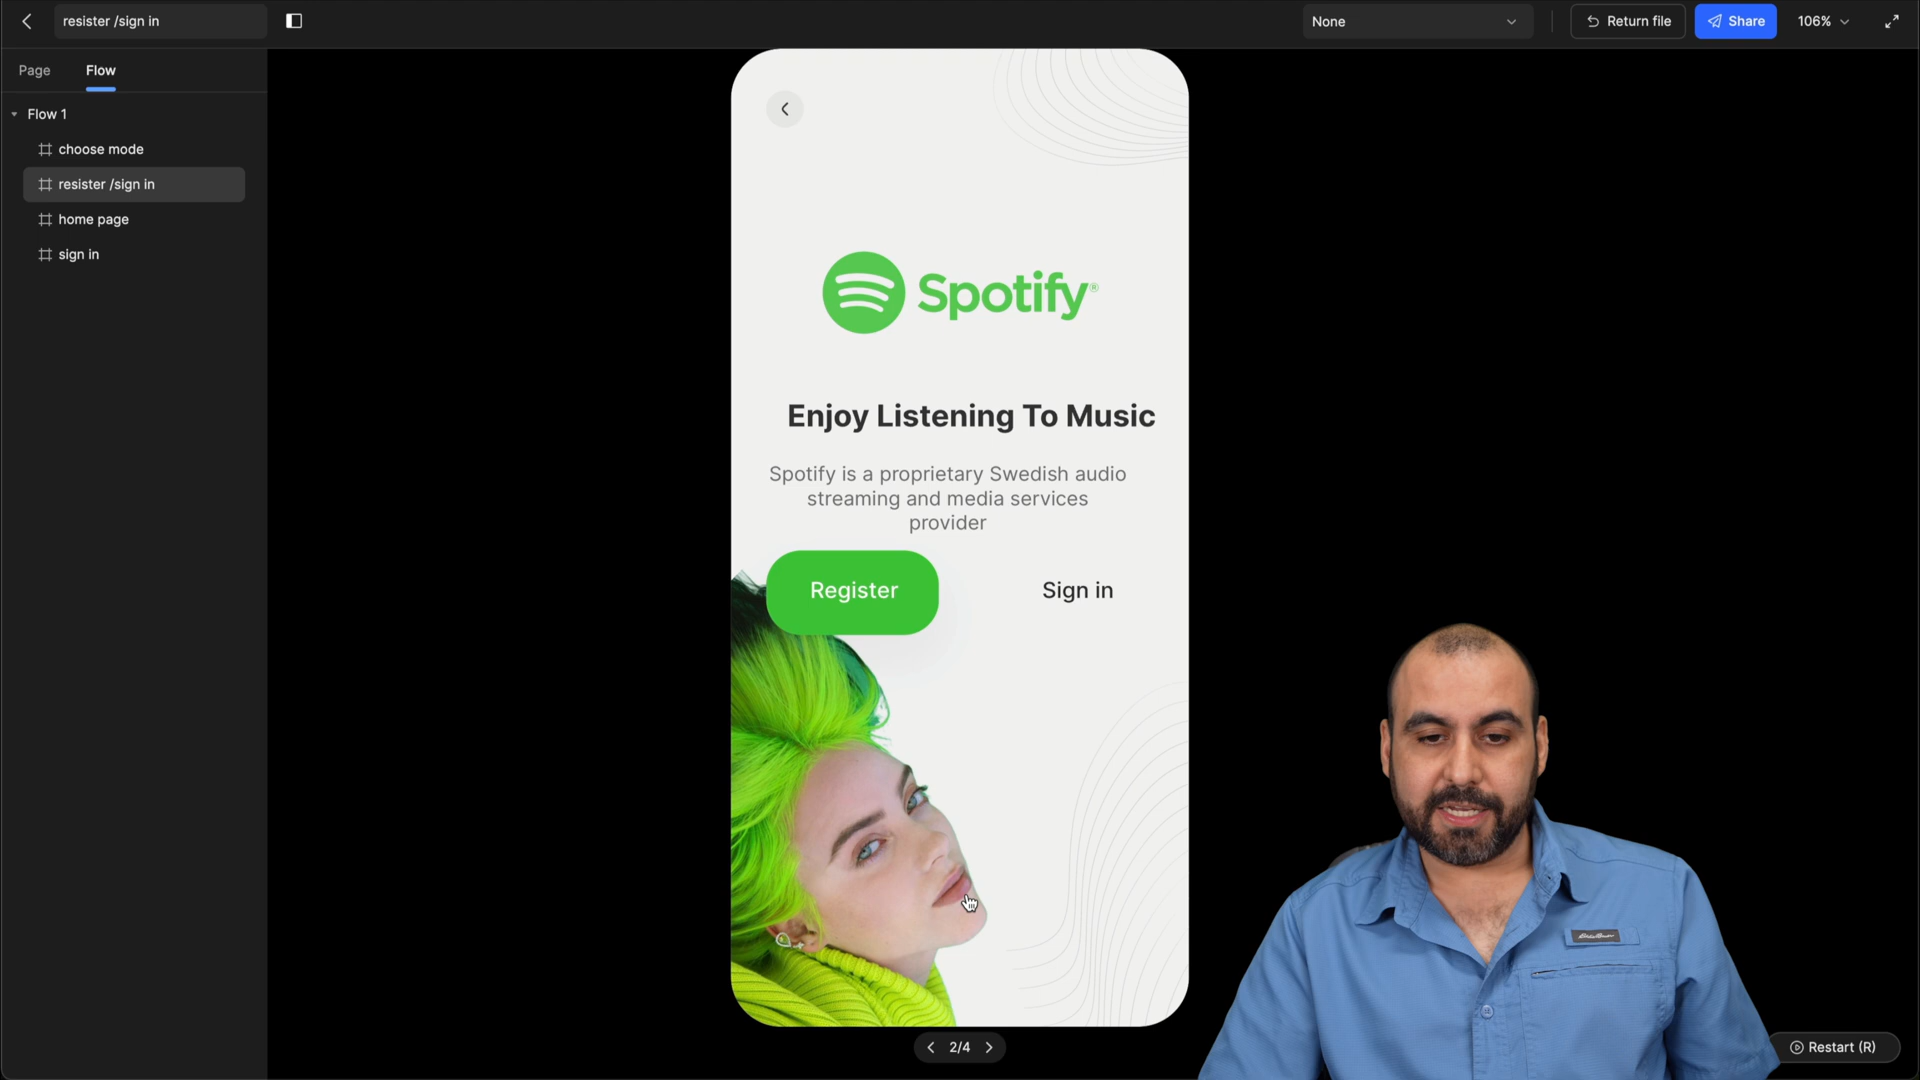 resister /sign in
None
Return file
Share
106%
Page
Flow
Flow 1
choose mode
resister /sign in
home page
sign in
Spotify®
Enjoy Listening To Music
Spotify is a proprietary Swedish audio
streaming and media services
provider
Register
Sign in
2/4
Restart (R)